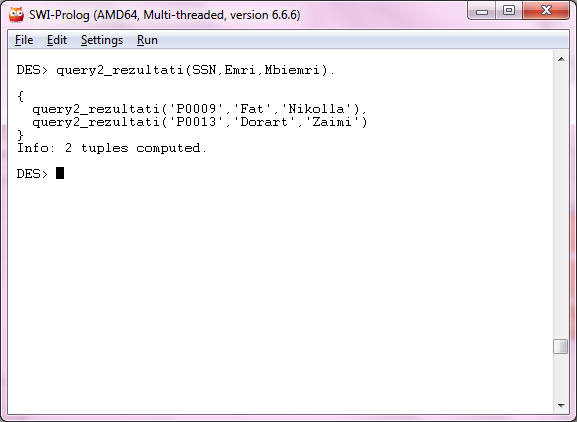 SWI-Prolog (AMD64, Multi-threaded, version 6.6.6)
File Edit Settings Run
DES> query2_rezultati(SSN,Emri,Mbiemri).
{
  query2_rezultati('P0009','Fat','Nikolla'),
  query2_rezultati('P0013','Dorart','Zaimi')
}
Info: 2 tuples computed.
DES>